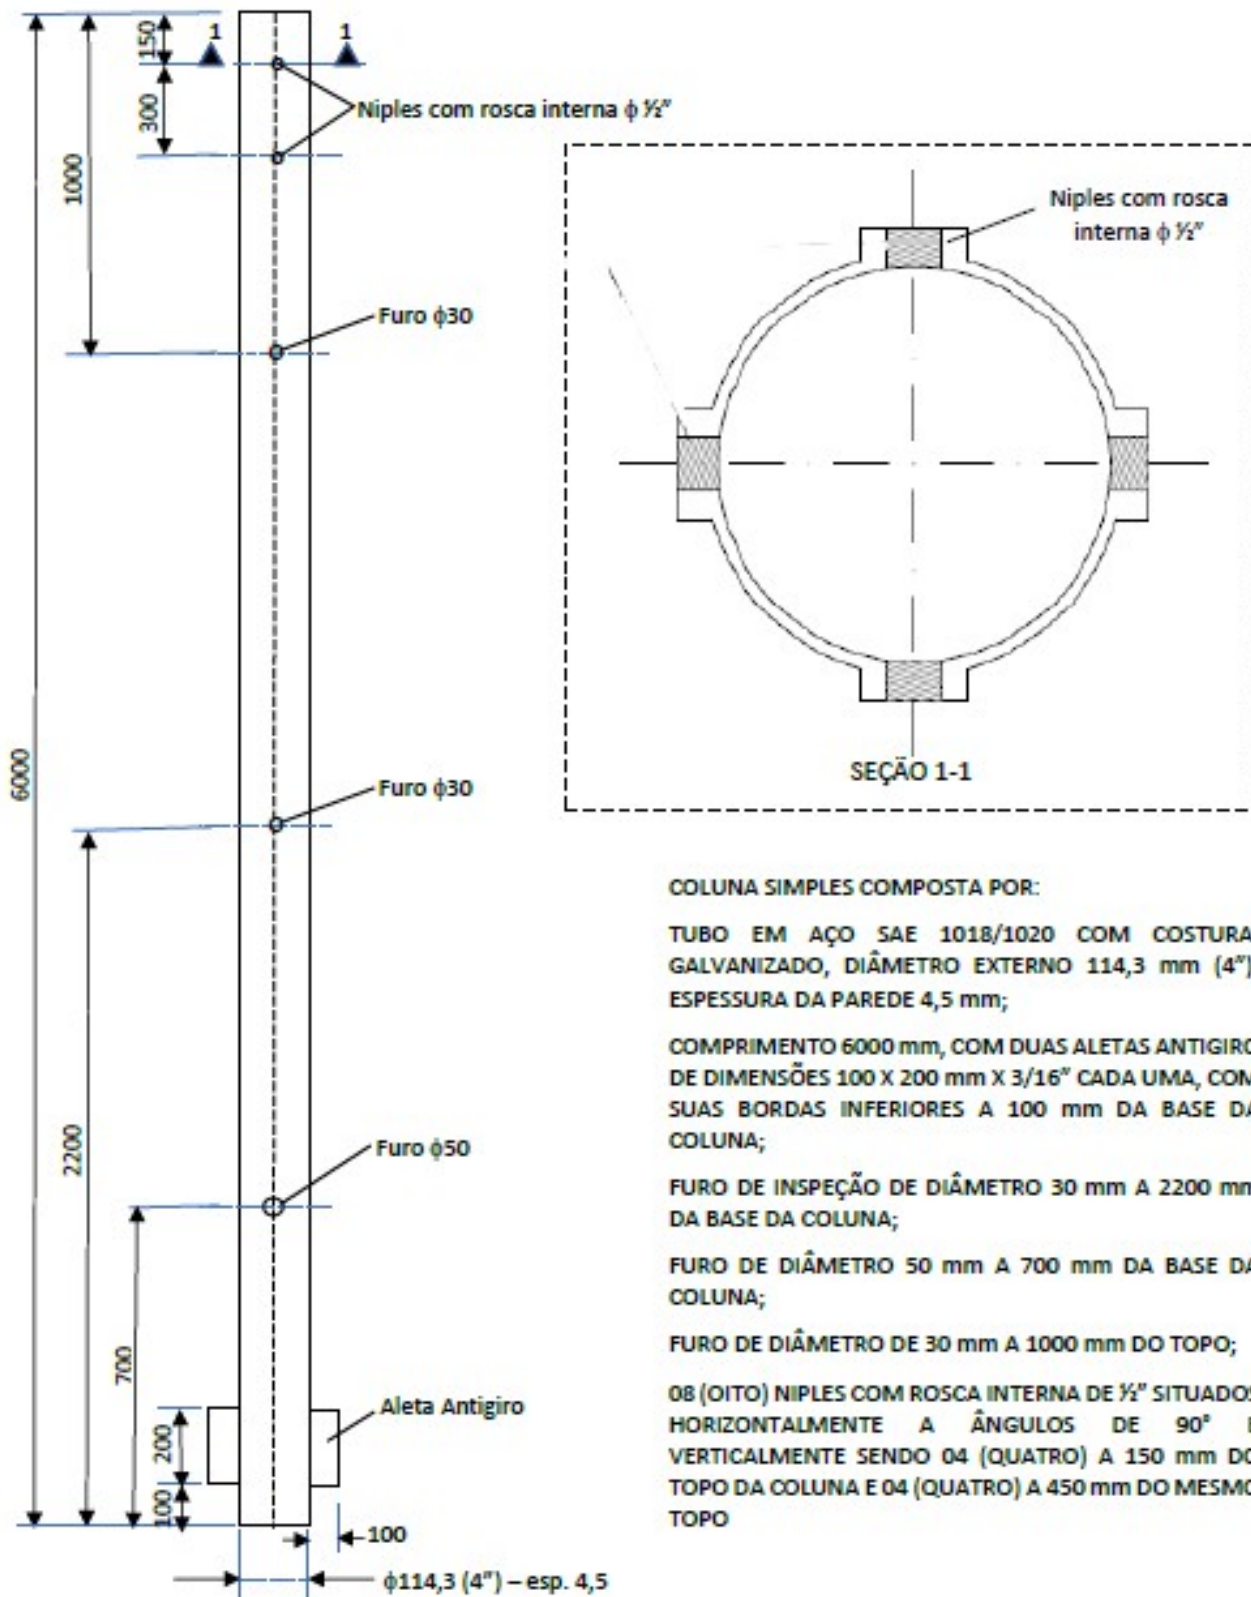 1 1
150
300
1000
6000
Niples com rosca interna ϕ ½"
Furo ϕ30
Furo ϕ30
2200
Furo ϕ50
700
Aleta Antigiro
200
100
100
ϕ114,3 (4") – esp. 4,5
Niples com rosca
interna ϕ ½"
SEÇÃO 1-1
COLUNA SIMPLES COMPOSTA POR:
TUBO EM AÇO SAE 1018/1020 COM COSTURA
GALVANIZADO, DIÂMETRO EXTERNO 114,3 mm (4")
ESPESSURA DA PAREDE 4,5 mm;
COMPRIMENTO 6000 mm, COM DUAS ALETAS ANTIGIRO
DE DIMENSÕES 100 X 200 mm X 3/16" CADA UMA, COM
SUAS BORDAS INFERIORES A 100 mm DA BASE DA
COLUNA;
FURO DE INSPEÇÃO DE DIÂMETRO 30 mm A 2200 mm
DA BASE DA COLUNA;
FURO DE DIÂMETRO 50 mm A 700 mm DA BASE DA
COLUNA;
FURO DE DIÂMETRO DE 30 mm A 1000 mm DO TOPO;
08 (OITO) NIPLES COM ROSCA INTERNA DE ½" SITUADOS
HORIZONTALMENTE A ÂNGULOS DE 90°
VERTICALMENTE SENDO 04 (QUATRO) A 150 mm DO
TOPO DA COLUNA E 04 (QUATRO) A 450 mm DO MESMO
TOPO